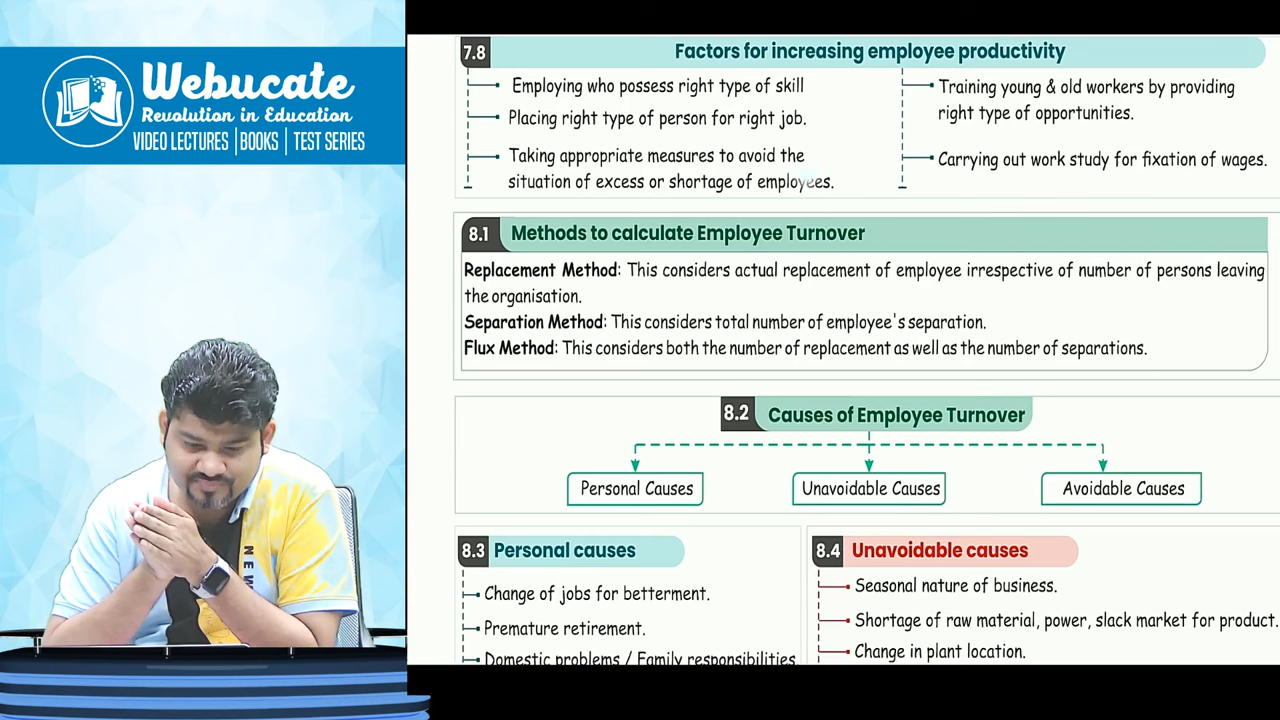 Webucate
Revolution in Education
VIDEO LECTURES | BOOKS | TEST SERIES
NEW
7.8 Factors for increasing employee productivity
Employing who possess right type of skill
Placing right type of person for right job.
Taking appropriate measures to avoid the
situation of excess or shortage of employees.
Training young & old workers by providing
right type of opportunities.
Carrying out work study for fixation of wages.
8.1 Methods to calculate Employee Turnover
Replacement Method: This considers actual replacement of employee irrespective of number of persons leaving
the organisation.
Separation Method: This considers total number of employee's separation.
Flux Method: This considers both the number of replacement as well as the number of separations.
8.2 Causes of Employee Turnover
Personal Causes
Unavoidable Causes
Avoidable Causes
8.3 Personal causes
Change of jobs for betterment.
Premature retirement.
Domestic problems / Family responsibilities
8.4 Unavoidable causes
Seasonal nature of business.
Shortage of raw material, power, slack market for product.
Change in plant location.